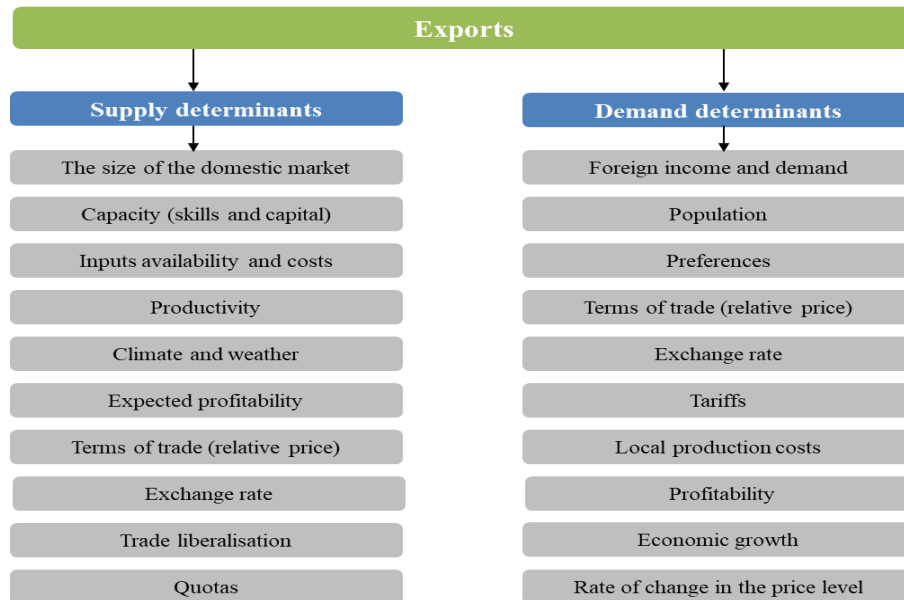 Exports
Supply determinants
The size of the domestic market
Capacity (skills and capital)
Inputs availability and costs
Productivity
Climate and weather
Expected profitability
Terms of trade (relative price)
Exchange rate
Trade liberalisation
Quotas
Demand determinants
Foreign income and demand
Population
Preferences
Terms of trade (relative price)
Exchange rate
Tariffs
Local production costs
Profitability
Economic growth
Rate of change in the price level